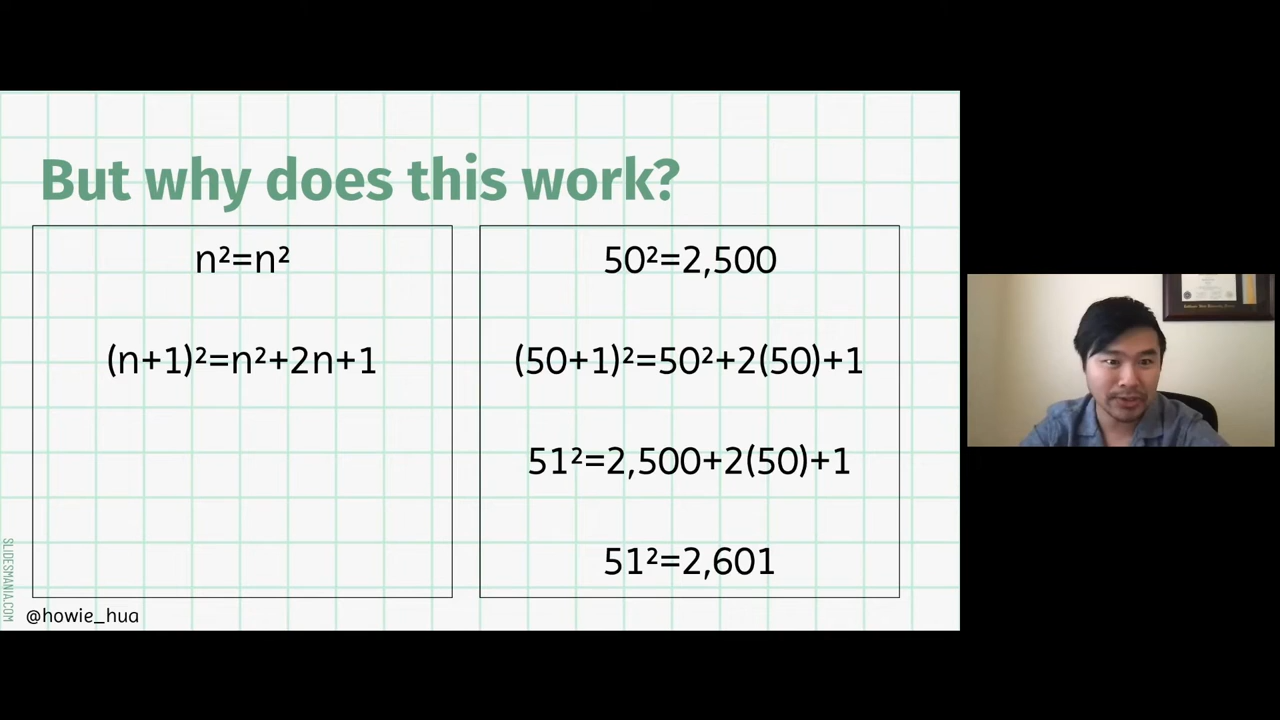 But why does this work?
n²=n²
(n+1)²=n²+2n+1
50²=2,500
(50+1)²=50²+2(50)+1
51²=2,500+2(50)+1
51²=2,601
SLIDESMANIA.COM
@howie_hua